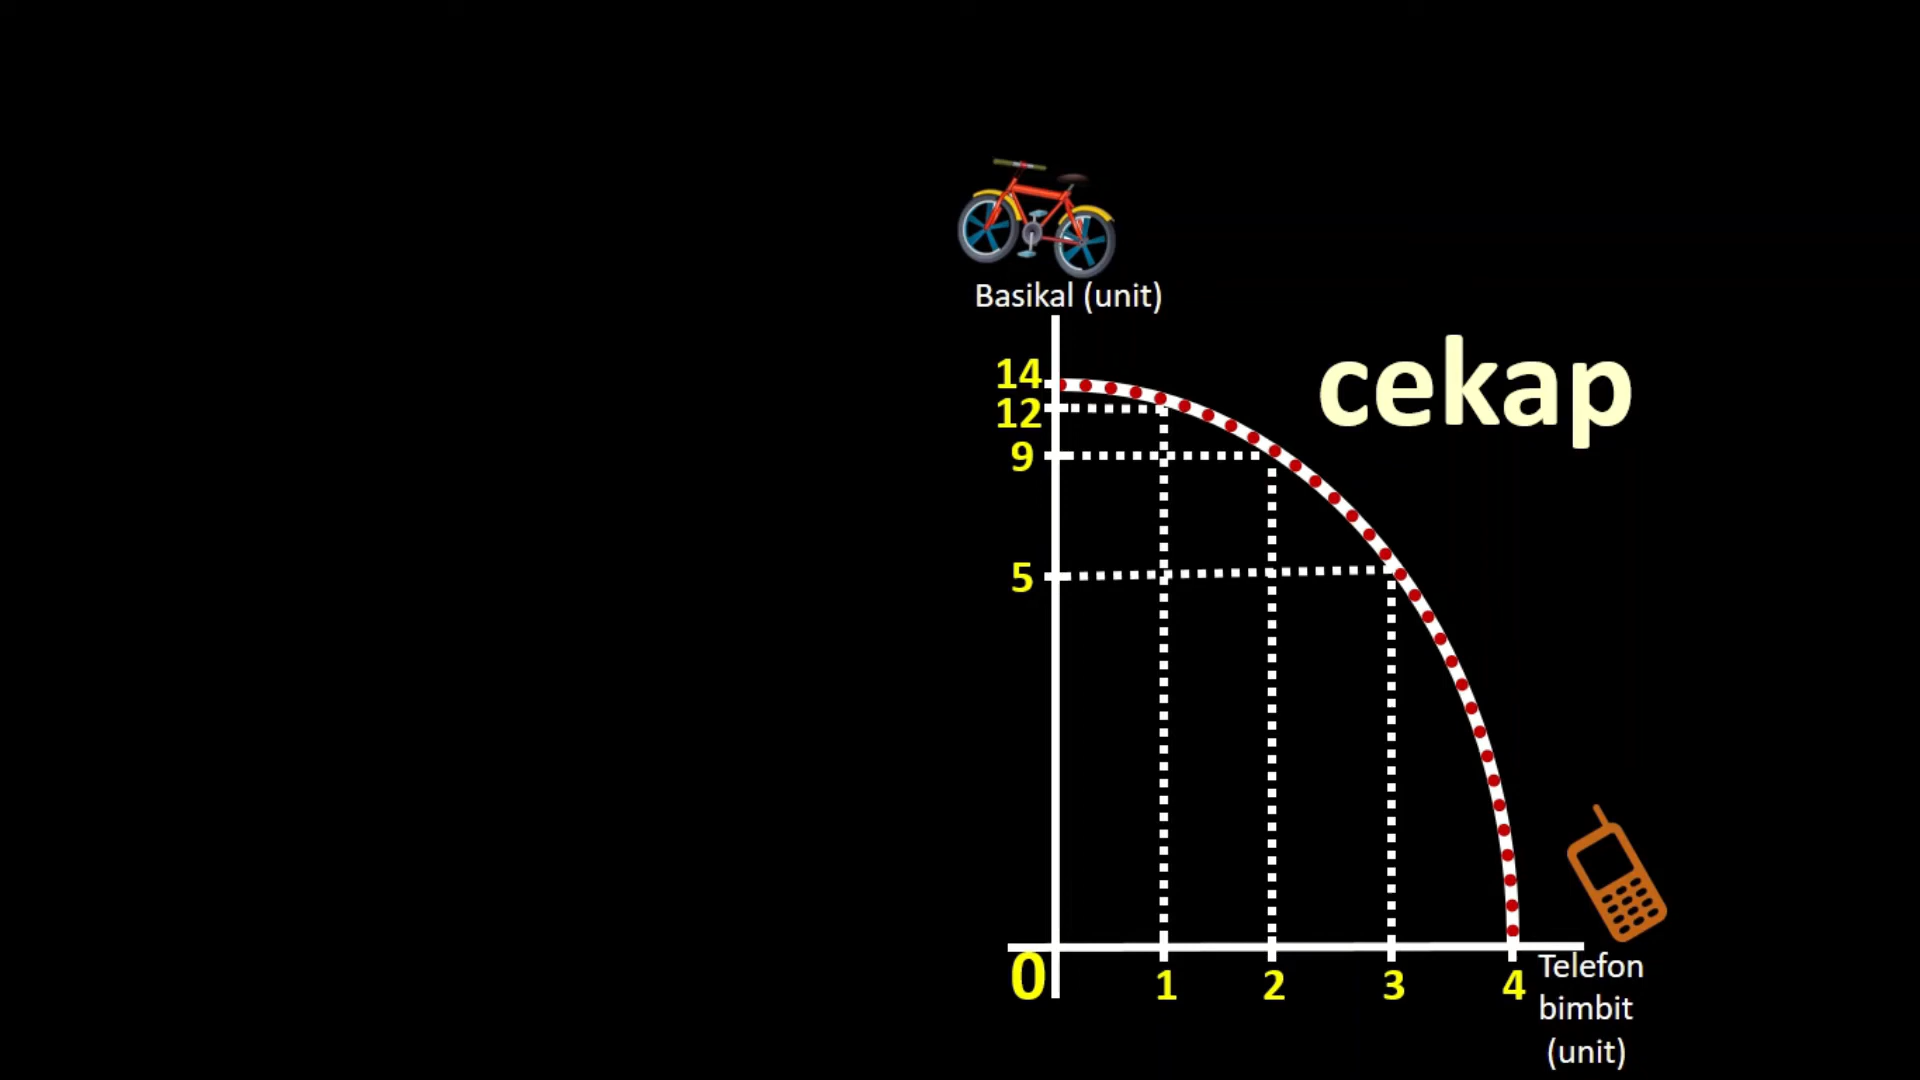 Basikal (unit)
cekap
14
12
9
5
0
1 2 3 4
Telefon
bimbit
(unit)